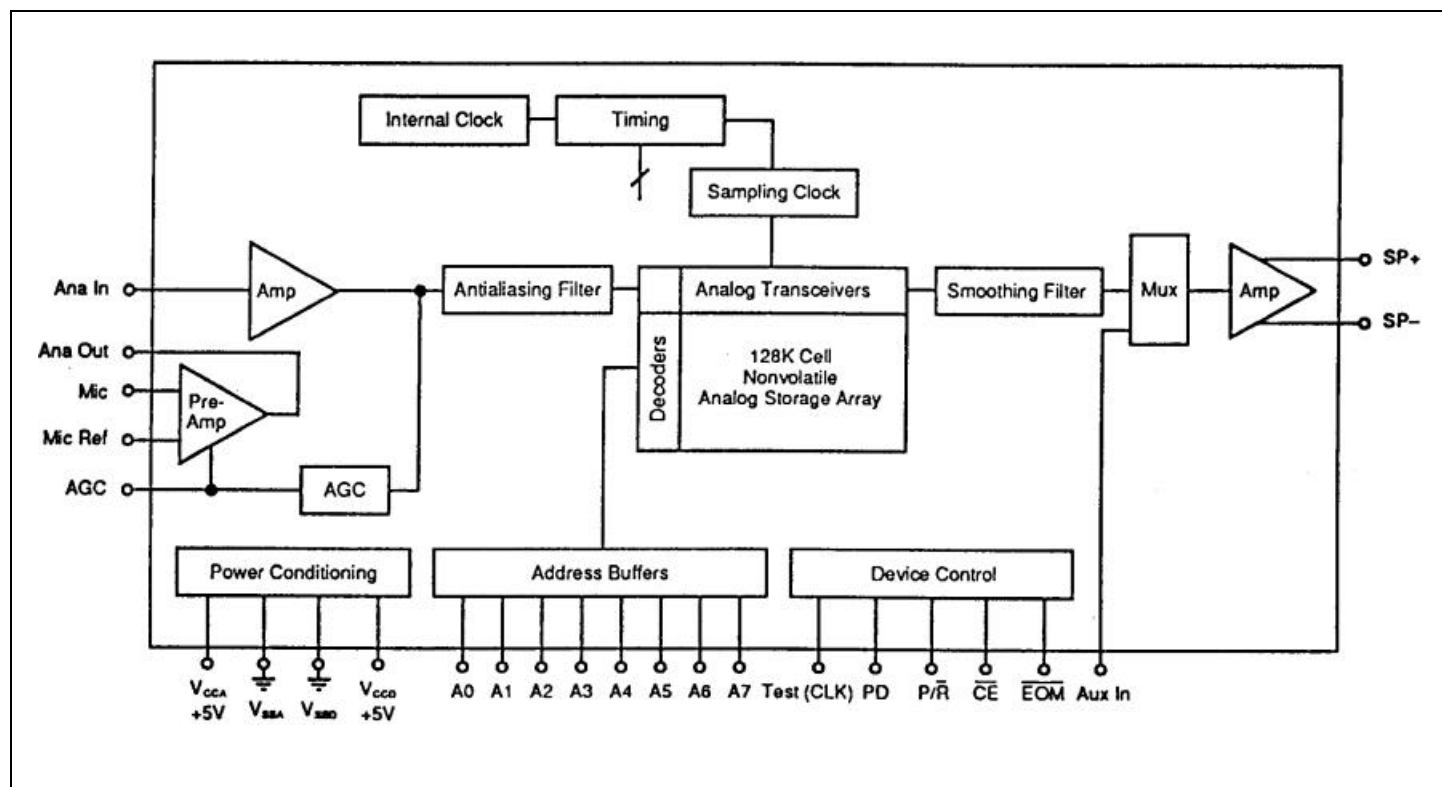 Internal Clock
Timing
Sampling Clock
Ana In
Amp
Antialiasing Filter
Analog Transceivers
Smoothing Filter
Mux
Amp
SP+
SP–
Ana Out
Mic
Pre-
Amp
Mic Ref
Decoders
128K Cell
Nonvolatile
Analog Storage Array
AGC
AGC
Power Conditioning
Address Buffers
Device Control
VCCA
+5V
VSSA
VSSD
VCCD
+5V
A0 A1 A2 A3 A4 A5 A6 A7 Test (CLK) PD P/R̅ C̅E̅ E̅O̅M̅ Aux In